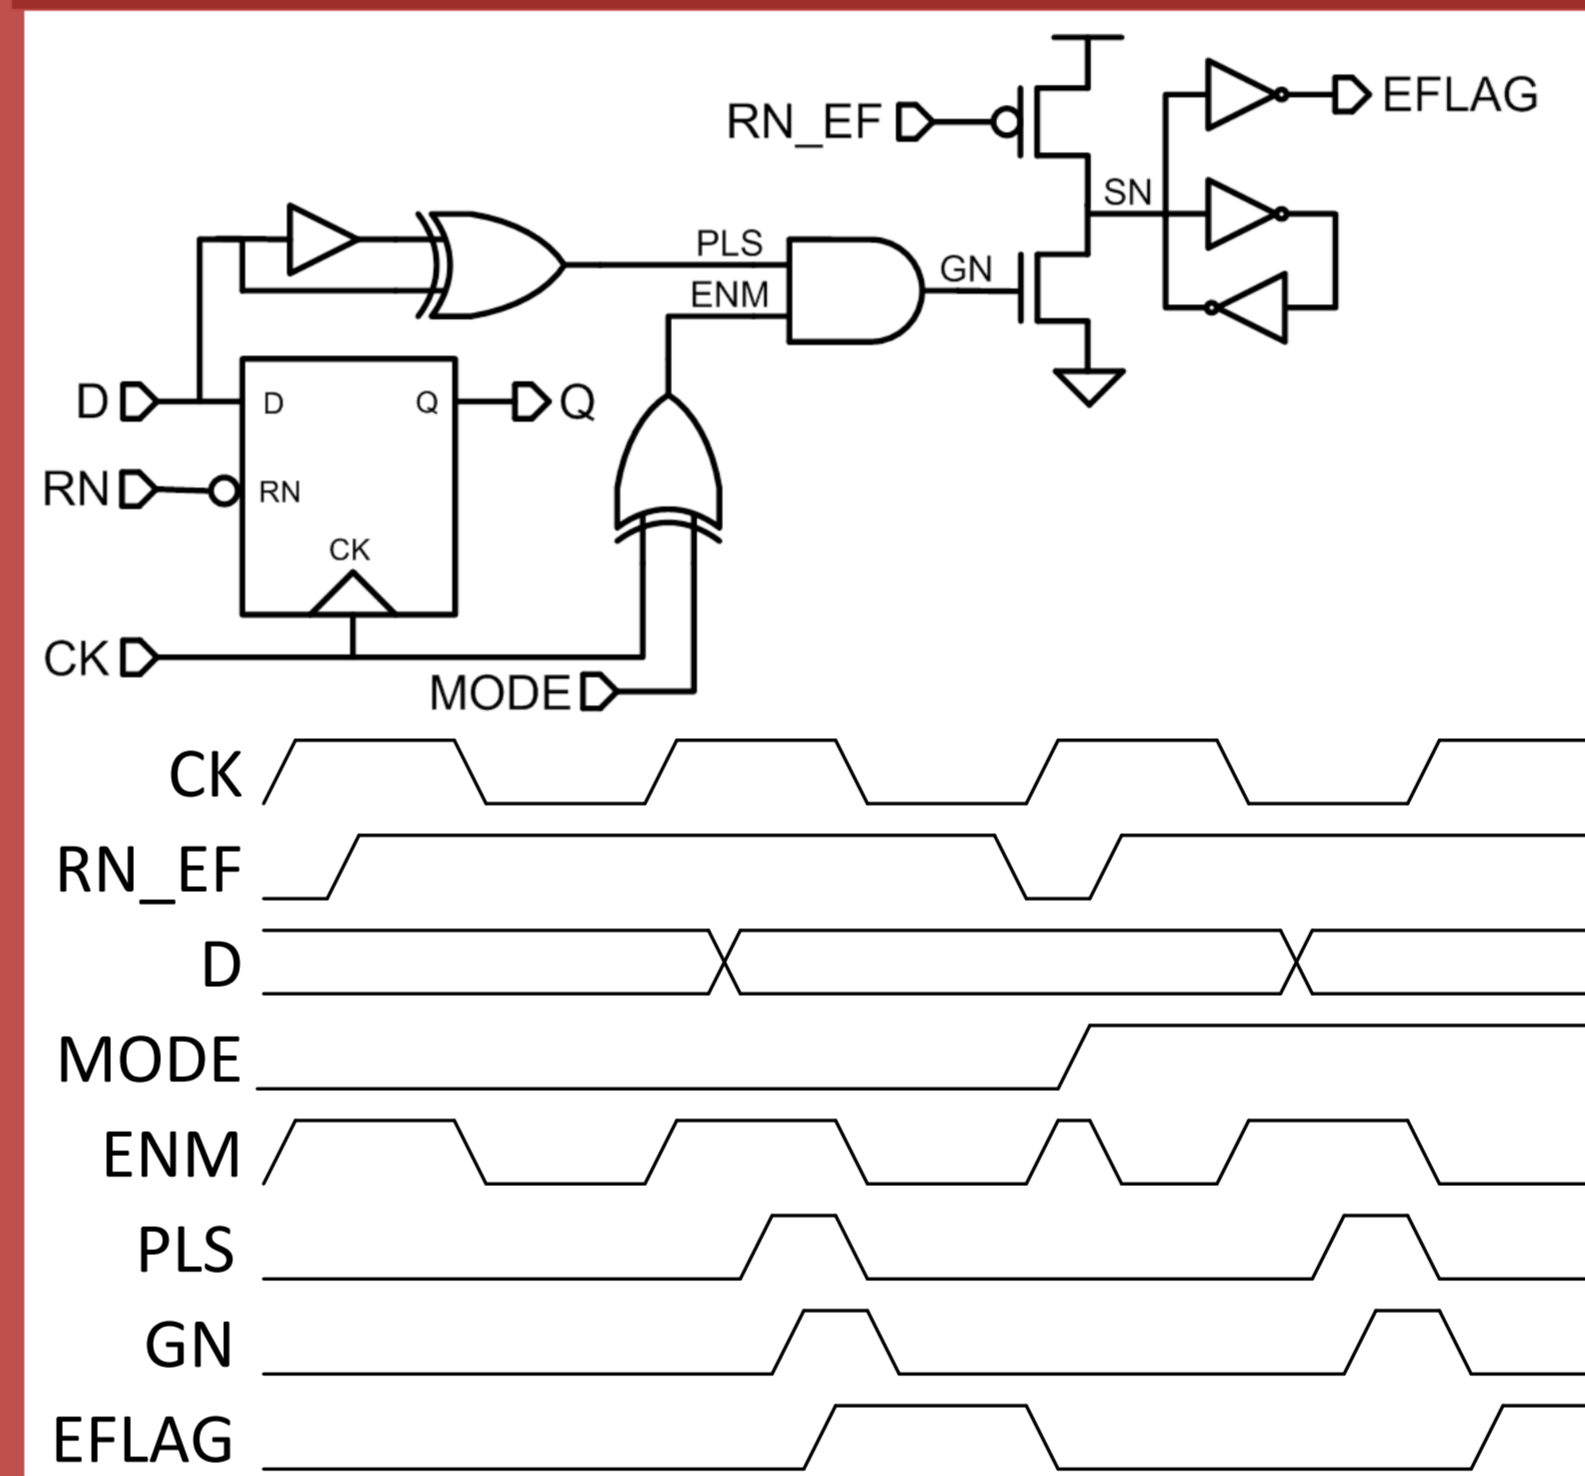 RN_EF
EFLAG
SN
PLS
GN
ENM
D
D
Q
Q
RN
RN
CK
CK
MODE
CK
RN_EF
D
MODE
ENM
PLS
GN
EFLAG